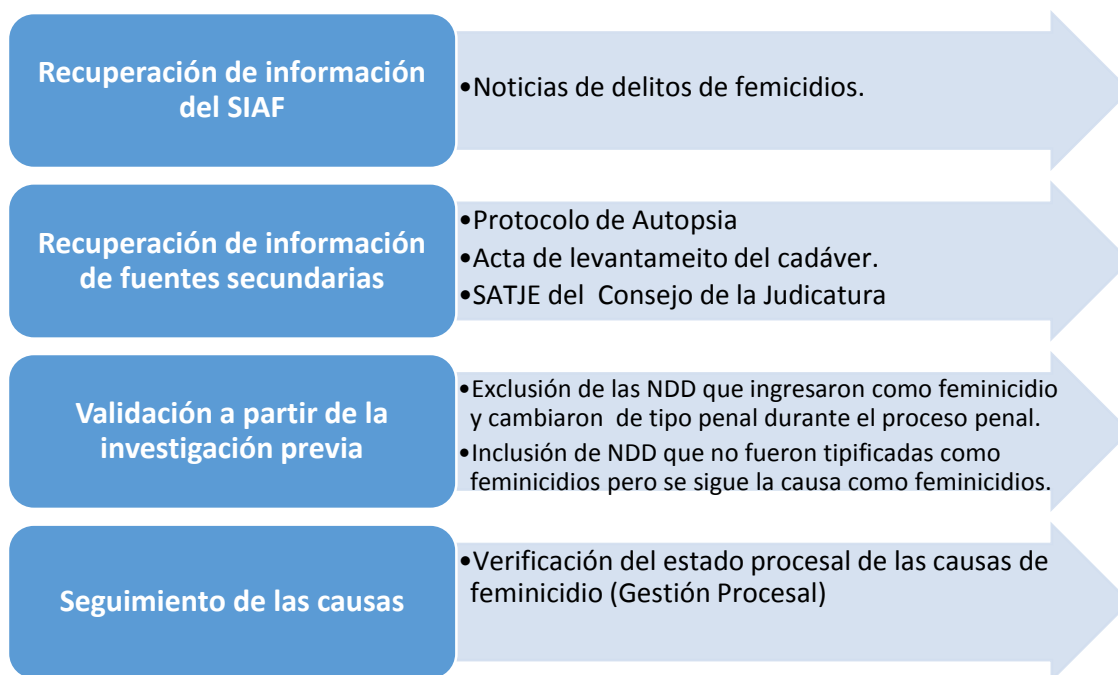 Recuperación de información
del SIAF
•Noticias de delitos de femicidios.
Recuperación de información
de fuentes secundarias
•Protocolo de Autopsia
•Acta de levantameito del cadáver.
•SATJE del Consejo de la Judicatura
Validación a partir de la
investigación previa
•Exclusión de las NDD que ingresaron como feminicidio
y cambiaron de tipo penal durante el proceso penal.
•Inclusión de NDD que no fueron tipificadas como
feminicidios pero se sigue la causa como feminicidios.
Seguimiento de las causas
•Verificación del estado procesal de las causas de
feminicidio (Gestión Procesal)